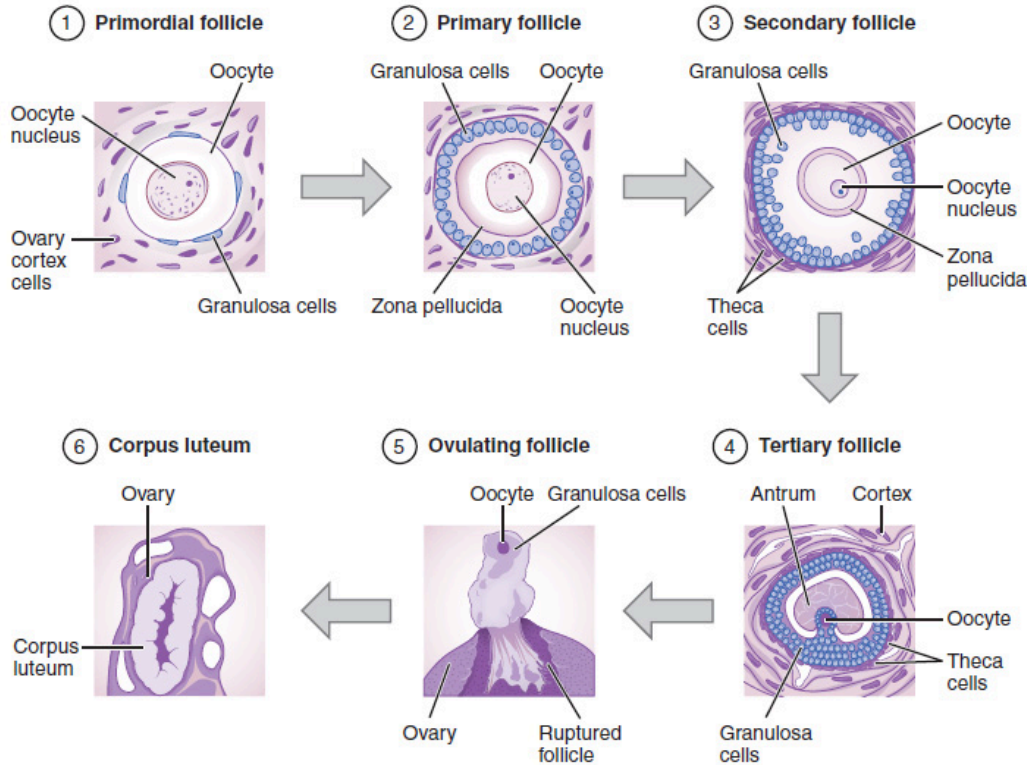 1 Primordial follicle
Oocyte
Oocyte
nucleus
Ovary
cortex
cells
Granulosa cells
2 Primary follicle
Granulosa cells
Oocyte
Zona pellucida
Oocyte
nucleus
3 Secondary follicle
Granulosa cells
Oocyte
Oocyte
nucleus
Zona
pellucida
Theca
cells
4 Tertiary follicle
Antrum
Cortex
Oocyte
Theca
cells
Granulosa
cells
5 Ovulating follicle
Oocyte
Granulosa cells
Ovary
Ruptured
follicle
6 Corpus luteum
Ovary
Corpus
luteum